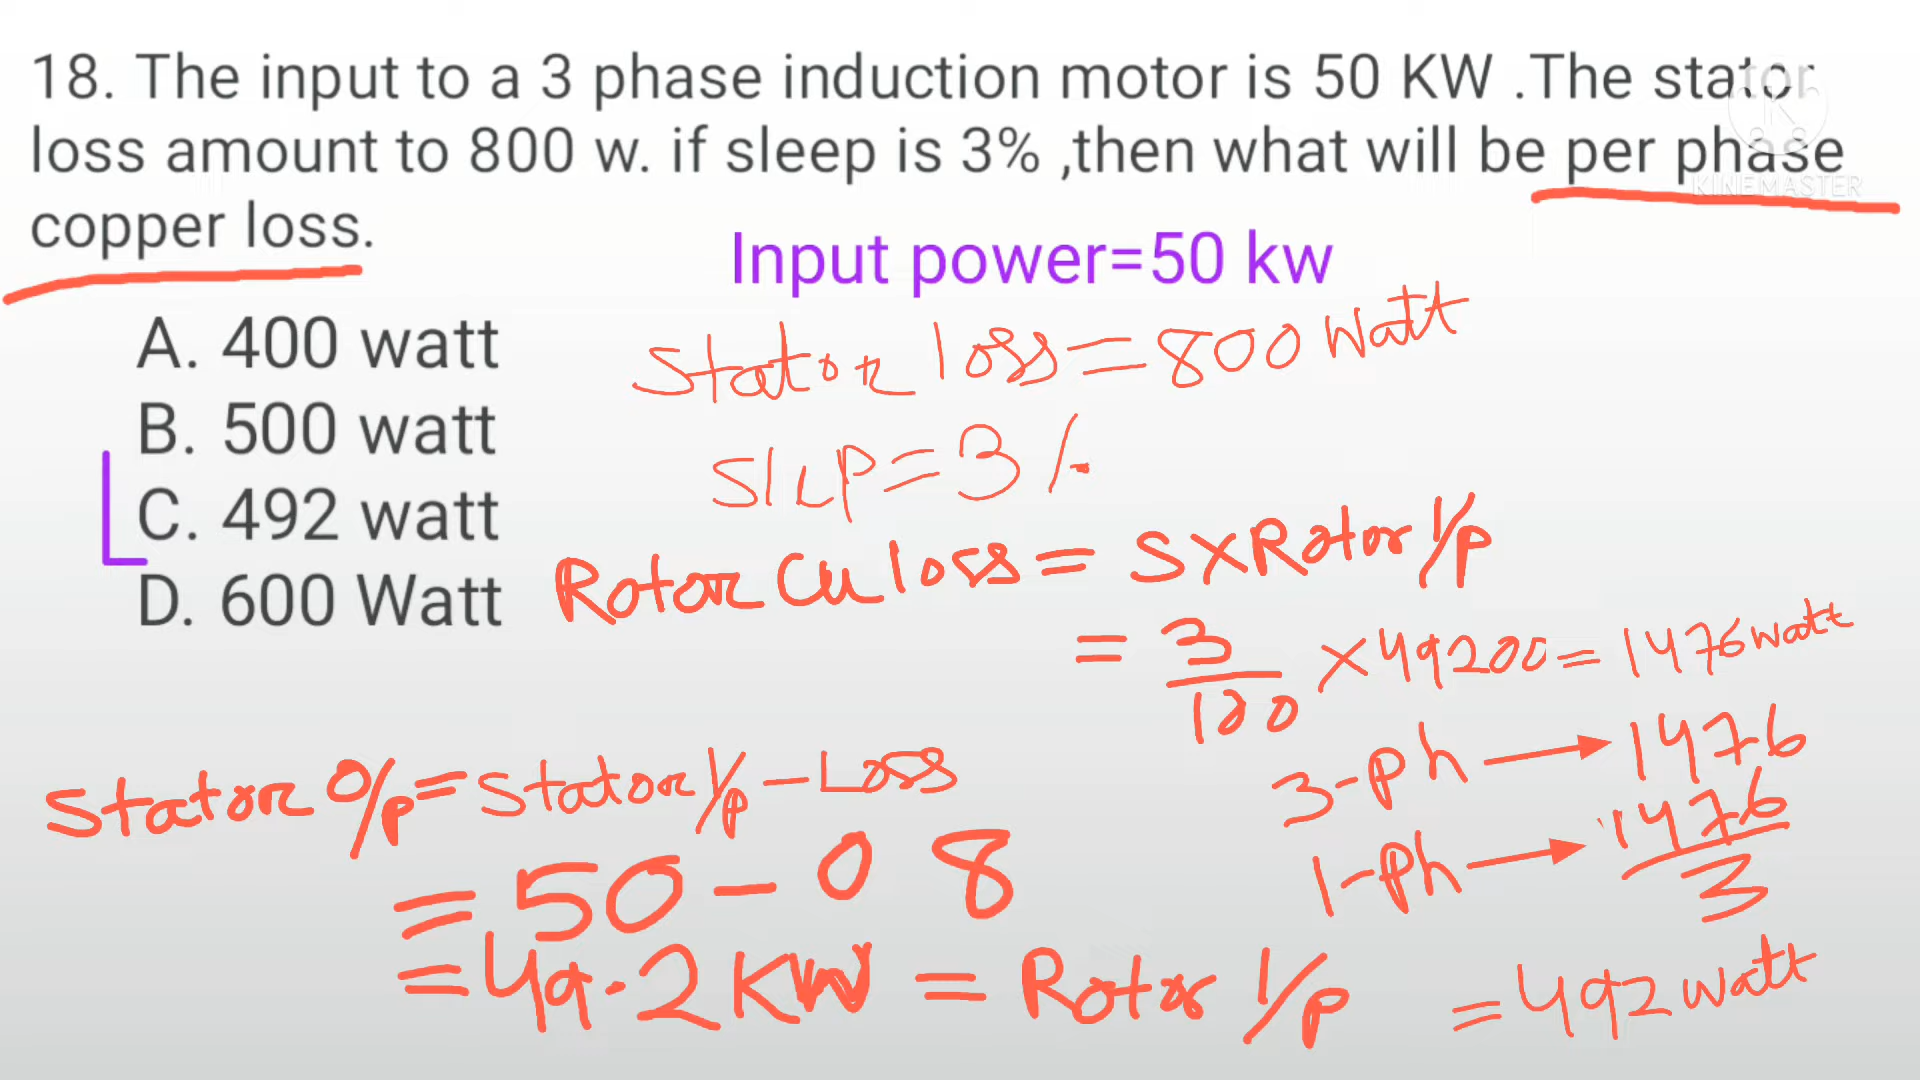 18. The input to a 3 phase induction motor is 50 KW .The stator
loss amount to 800 w. if sleep is 3% ,then what will be per phase
copper loss.
KINEMASTER
Input power=50 kw
A. 400 watt
B. 500 watt
C. 492 watt
D. 600 Watt
Stator loss=800 Watt
SLIP=3%
Rotor Cu loss = S×Rotor I/p
= 3/100 ×49200=1476 watt
3-Ph → 1476
1-Ph → 1476/3
=492 watt
Stator O/p=Stator I/p-Loss
=50-0 8
=49.2KW = Rotor I/p